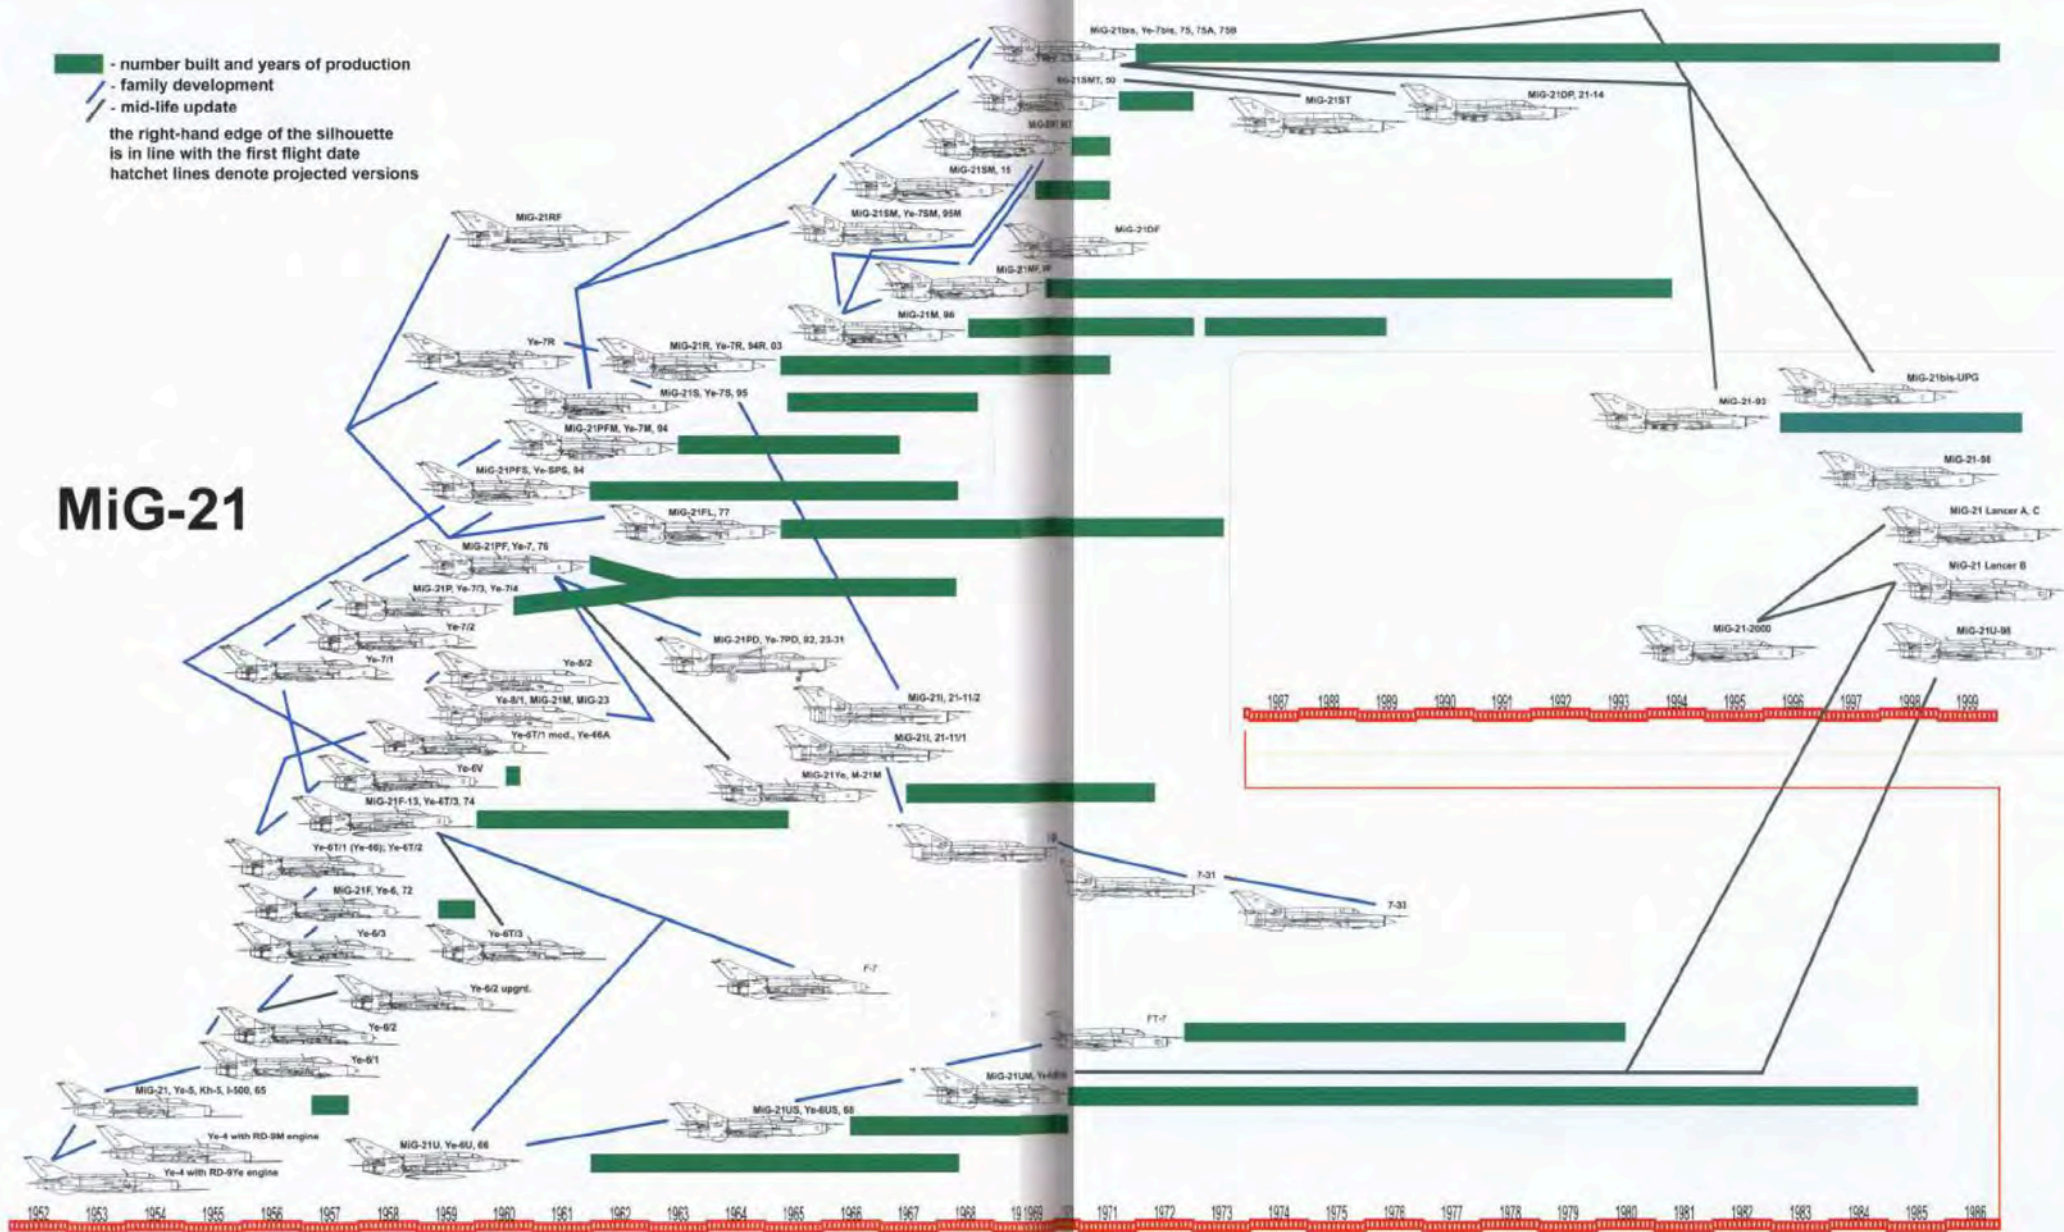 MiG-21
- number built and years of production
- family development
- mid-life update
the right-hand edge of the silhouette
is in line with the first flight date
hatchet lines denote projected versions
MiG-21bis, Ye-7bis, 75, 75A, 75B
MiG-21ST
MiG-21DP, 21-14
MiG-21SM, 15
MiG-21RF
MiG-21SM, Ye-7SM, 95M
MiG-21DF
MiG-21M, 96
Ye-7R
MiG-21R, Ye-7R, 94R, 03
MiG-21S, Ye-7S, 95
MiG-21bis-UPG
MiG-21-93
MiG-21PFM, Ye-7M, 94
MiG-21PFS, Ye-SPS, 94
MiG-21-98
MiG-21FL, 77
MiG-21 Lancer A, C
MiG-21PF, Ye-7, 76
MiG-21 Lancer B
MiG-21P, Ye-7/3, Ye-7/4
Ye-7/2
MiG-21PD, Ye-7PD, 92, 23-31
MiG-21-2000
MiG-21U-98
Ye-7/1
Ye-8/2
Ye-8/1, MiG-21M, MiG-23
MiG-21I, 21-11/2
Ye-6T/1 mod., Ye-66A
MiG-21I, 21-11/1
1987 1988 1989 1990 1991 1992 1993 1994 1995 1996 1997 1998 1999
Ye-6V
MiG-21Ye, M-21M
MiG-21F-13, Ye-6T/3, 74
Ye-6T/1 (Ye-66); Ye-6T/2
7-31
MiG-21F, Ye-6, 72
7-33
Ye-6/3
Ye-6T/3
F-7
Ye-6/2 upgrd.
Ye-6/2
FT-7
Ye-6/1
MiG-21, Ye-5, Kh-5, I-500, 65
MiG-21US, Ye-6US, 68
Ye-4 with RD-9M engine
MiG-21U, Ye-6U, 66
Ye-4 with RD-9Ye engine
1952 1953 1954 1955 1956 1957 1958 1959 1960 1961 1962 1963 1964 1965 1966 1967 1968 1969 1971 1972 1973 1974 1975 1976 1977 1978 1979 1980 1981 1982 1983 1984 1985 1986